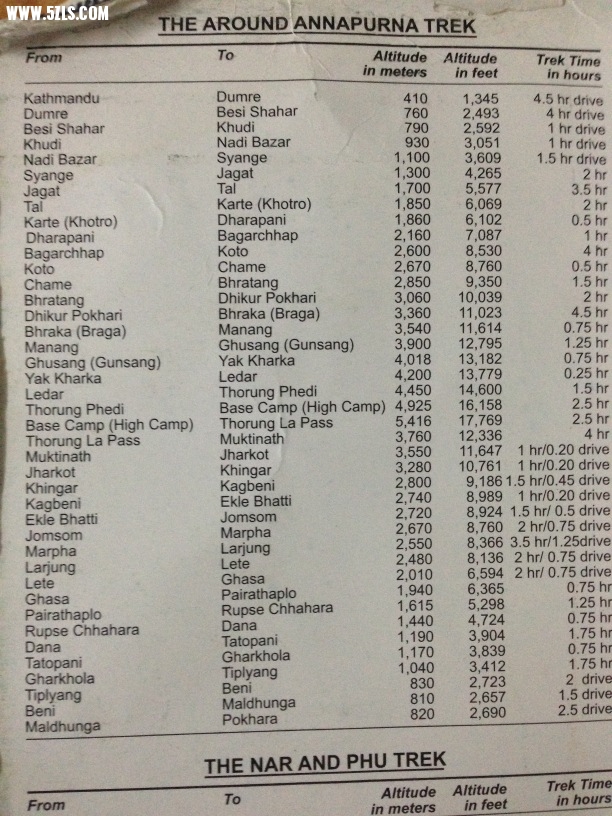 WWW.5ZLS.COM
THE AROUND ANNAPURNA TREK
From To Altitude in meters Altitude in feet Trek Time in hours
Kathmandu Dumre 410 1,345 4.5 hr drive
Dumre Besi Shahar 760 2,493 4 hr drive
Besi Shahar Khudi 790 2,592 1 hr drive
Khudi Nadi Bazar 930 3,051 1 hr drive
Nadi Bazar Syange 1,100 3,609 1.5 hr drive
Syange Jagat 1,300 4,265 2 hr
Jagat Tal 1,700 5,577 3.5 hr
Tal Karte (Khotro) 1,850 6,069 2 hr
Karte (Khotro) Dharapani 1,860 6,102 0.5 hr
Dharapani Bagarchhap 2,160 7,087 1 hr
Bagarchhap Koto 2,600 8,530 4 hr
Koto Chame 2,670 8,760 0.5 hr
Chame Bhratang 2,850 9,350 1.5 hr
Bhratang Dhikur Pokhari 3,060 10,039 2 hr
Dhikur Pokhari Bhraka (Braga) 3,360 11,023 4.5 hr
Bhraka (Braga) Manang 3,540 11,614 0.75 hr
Manang Ghusang (Gunsang) 3,900 12,795 1.25 hr
Ghusang (Gunsang) Yak Kharka 4,018 13,182 0.75 hr
Yak Kharka Ledar 4,200 13,779 0.25 hr
Ledar Thorung Phedi 4,450 14,600 1.5 hr
Thorung Phedi Base Camp (High Camp) 4,925 16,158 2.5 hr
Base Camp (High Camp) Thorung La Pass 5,416 17,769 2.5 hr
Thorung La Pass Muktinath 3,760 12,336 4 hr
Muktinath Jharkot 3,550 11,647 1 hr/0.20 drive
Jharkot Khingar 3,280 10,761 1 hr/0.20 drive
Khingar Kagbeni 2,800 9,186 1.5 hr/0.45 drive
Kagbeni Ekle Bhatti 2,740 8,989 1 hr/0.20 drive
Ekle Bhatti Jomsom 2,720 8,924 1.5 hr/ 0.5 drive
Jomsom Marpha 2,670 8,760 2 hr/0.75 drive
Marpha Larjung 2,550 8,366 3.5 hr/1.25drive
Larjung Lete 2,480 8,136 2 hr/ 0.75 drive
Lete Ghasa 2,010 6,594 2 hr/ 0.75 drive
Ghasa Pairathaplo 1,940 6,365 0.75 hr
Pairathaplo Rupse Chhahara 1,615 5,298 1.25 hr
Rupse Chhahara Dana 1,440 4,724 0.75 hr
Dana Tatopani 1,190 3,904 1.75 hr
Tatopani Gharkhola 1,170 3,839 0.75 hr
Gharkhola Tiplyang 1,040 3,412 1.75 hr
Tiplyang Beni 830 2,723 2 drive
Beni Maldhunga 810 2,657 1.5 drive
Maldhunga Pokhara 820 2,690 2.5 drive
THE NAR AND PHU TREK
From To Altitude in meters Altitude in feet Trek Time in hours